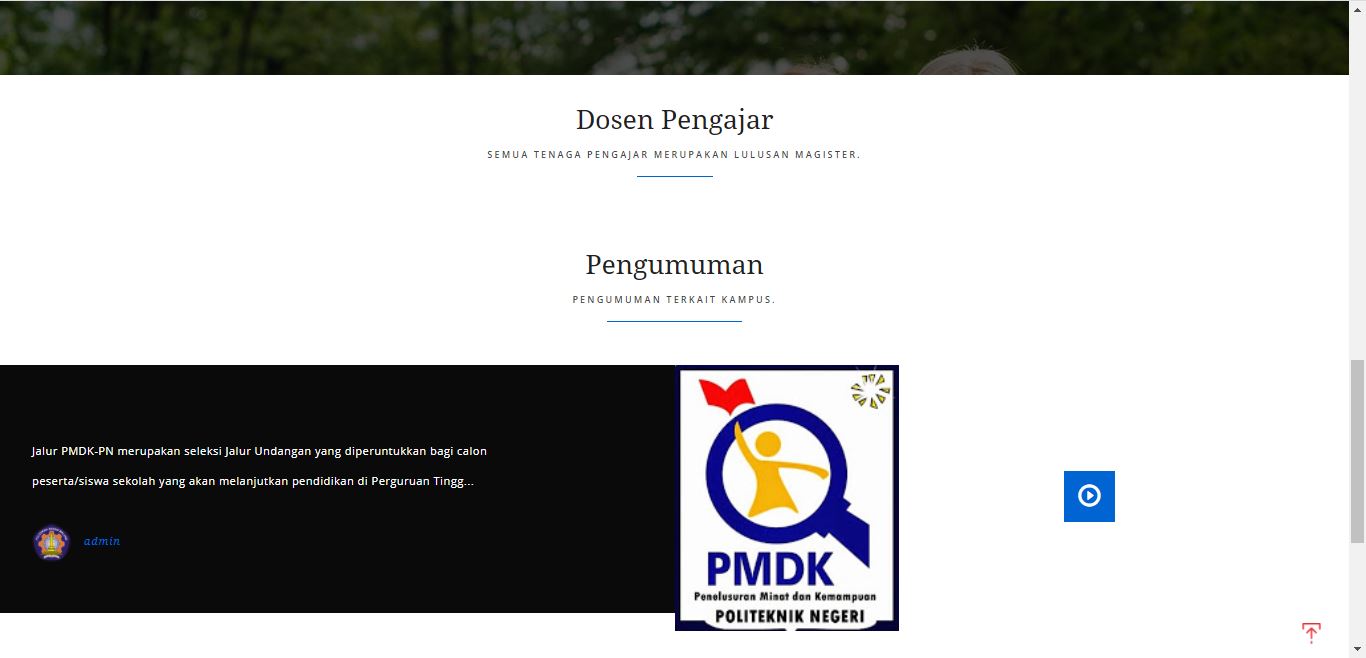 Dosen Pengajar
SEMUA TENAGA PENGAJAR MERUPAKAN LULUSAN MAGISTER.
Pengumuman
PENGUMUMAN TERKAIT KAMPUS.
Jalur PMDK-PN merupakan seleksi Jalur Undangan yang diperuntukkan bagi calon
peserta/siswa sekolah yang akan melanjutkan pendidikan di Perguruan Tingg...
admin
PMDK
Penelusuran Minat dan Kemampuan
POLITEKNIK NEGERI